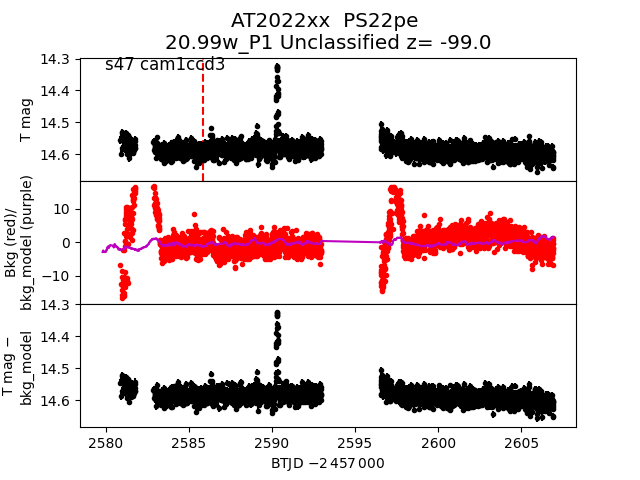 AT2022xx  PS22pe
20.99w_P1 Unclassified z= -99.0
s47 cam1ccd3
T mag
14.3
14.4
14.5
14.6
Bkg (red)/
bkg_model (purple)
10
0
−10
T mag −
bkg_model
14.3
14.4
14.5
14.6
2580
2585
2590
2595
2600
2605
BTJD −2 457 000